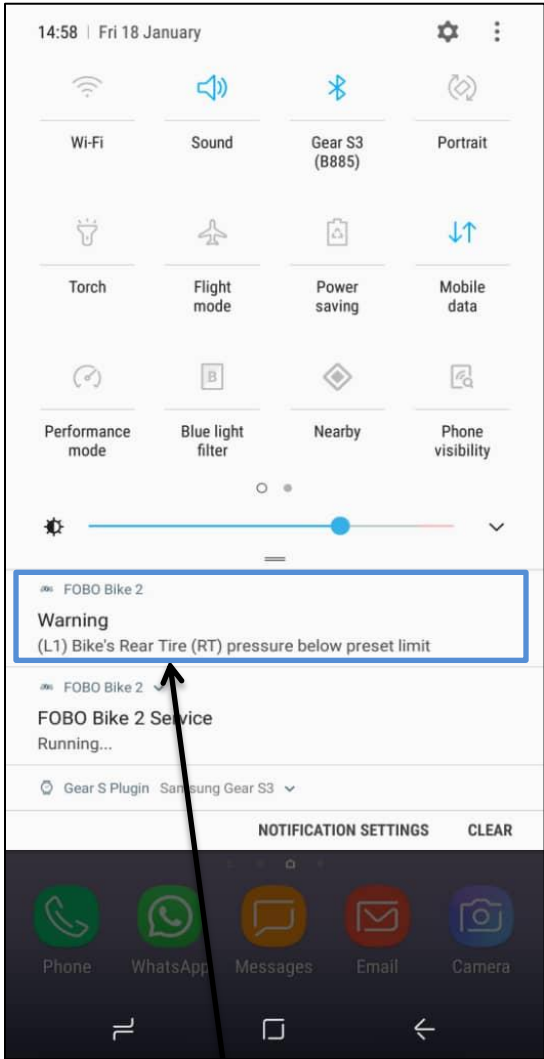 14:58 | Fri 18 January
Wi-Fi
Sound
Gear S3
(B885)
Portrait
Torch
Flight
mode
Power
saving
Mobile
data
Performance
mode
B
Blue light
filter
Nearby
Phone
visibility
FOBO Bike 2
Warning
(L1) Bike's Rear Tire (RT) pressure below preset limit
FOBO Bike 2
FOBO Bike 2 Service
Running...
Gear S Plugin Samsung Gear S3
NOTIFICATION SETTINGS CLEAR
Phone WhatsApp Messages Email Camera